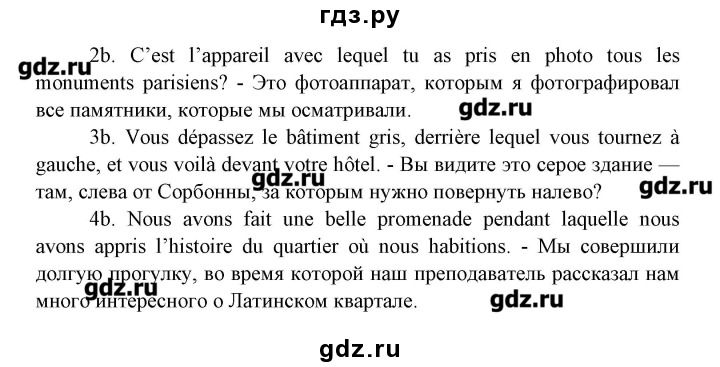 гдз.ру
2b. C’est l’appareil avec lequel tu as pris en photo tous les
gdz.ru
monuments parisiens? - Это фотоаппарат, которым я фотографировал
все памятники, которые мы осматривали.
gdz.ru
3b. Vous dépassez le bâtiment gris, derrière lequel vous tournez à
gauche, et vous voilà devant votre hôtel. - Вы видите это серое здание —
gdz.ru
там, слева от Сорбонны, за которым нужно повернуть налево?
gdz.ru
4b. Nous avons fait une belle promenade pendant laquelle nous
avons appris l’histoire du quartier où nous habitions. - Мы совершили
долгую прогулку, во время которой наш преподаватель рассказал нам
gdz.ru
много интересного о Латинском квартале.
gdz.ru
gdz.ru